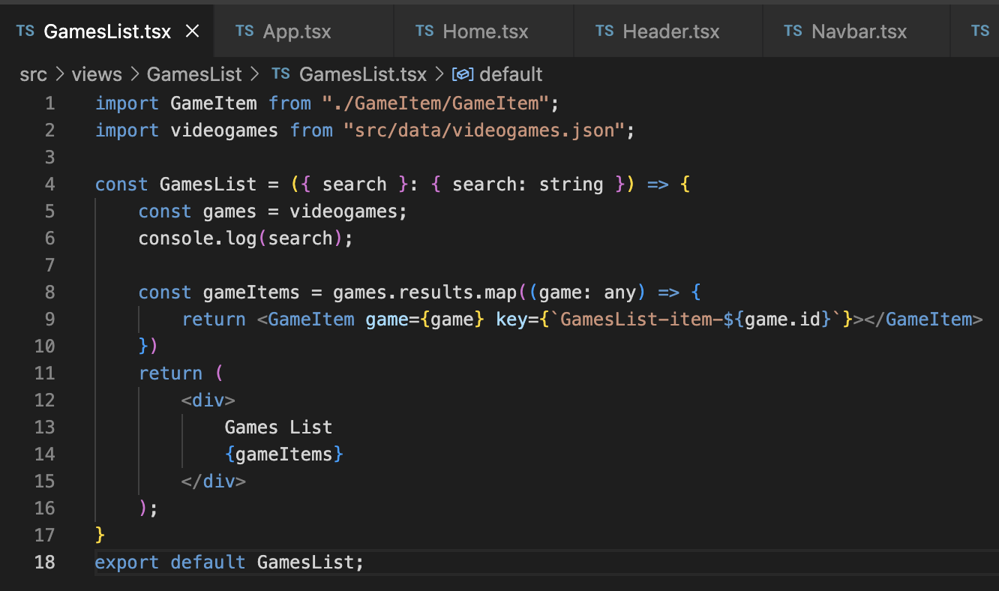 TS GamesList.tsx × TS App.tsx TS Home.tsx TS Header.tsx TS Navbar.tsx TS
src > views > GamesList > TS GamesList.tsx > default
1 import GameItem from "./GameItem/GameItem";
2 import videogames from "src/data/videogames.json";
3
4 const GamesList = ({ search }: { search: string }) => {
5     const games = videogames;
6     console.log(search);
7
8     const gameItems = games.results.map((game: any) => {
9         return <GameItem game={game} key={`GamesList-item-${game.id}`}></GameItem>
10     })
11     return (
12         <div>
13             Games List
14             {gameItems}
15         </div>
16     );
17 }
18 export default GamesList;